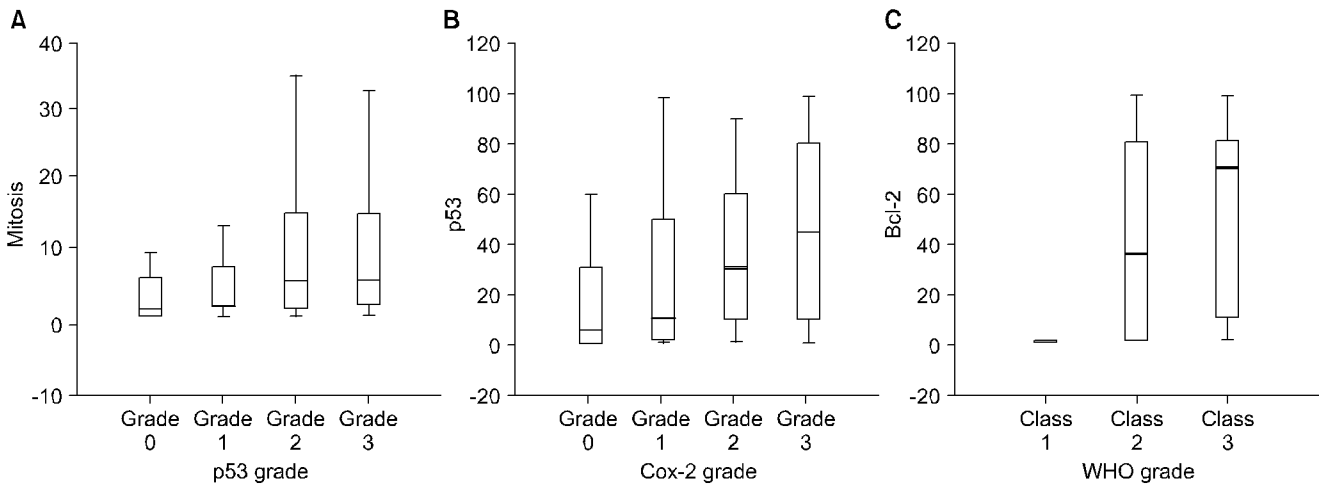 A
Mitosis
40
30
20
10
0
-10
Grade 0
Grade 1
Grade 2
Grade 3
p53 grade
B
p53
120
100
80
60
40
20
0
-20
Grade 0
Grade 1
Grade 2
Grade 3
Cox-2 grade
C
Bcl-2
120
100
80
60
40
20
0
-20
Class 1
Class 2
Class 3
WHO grade